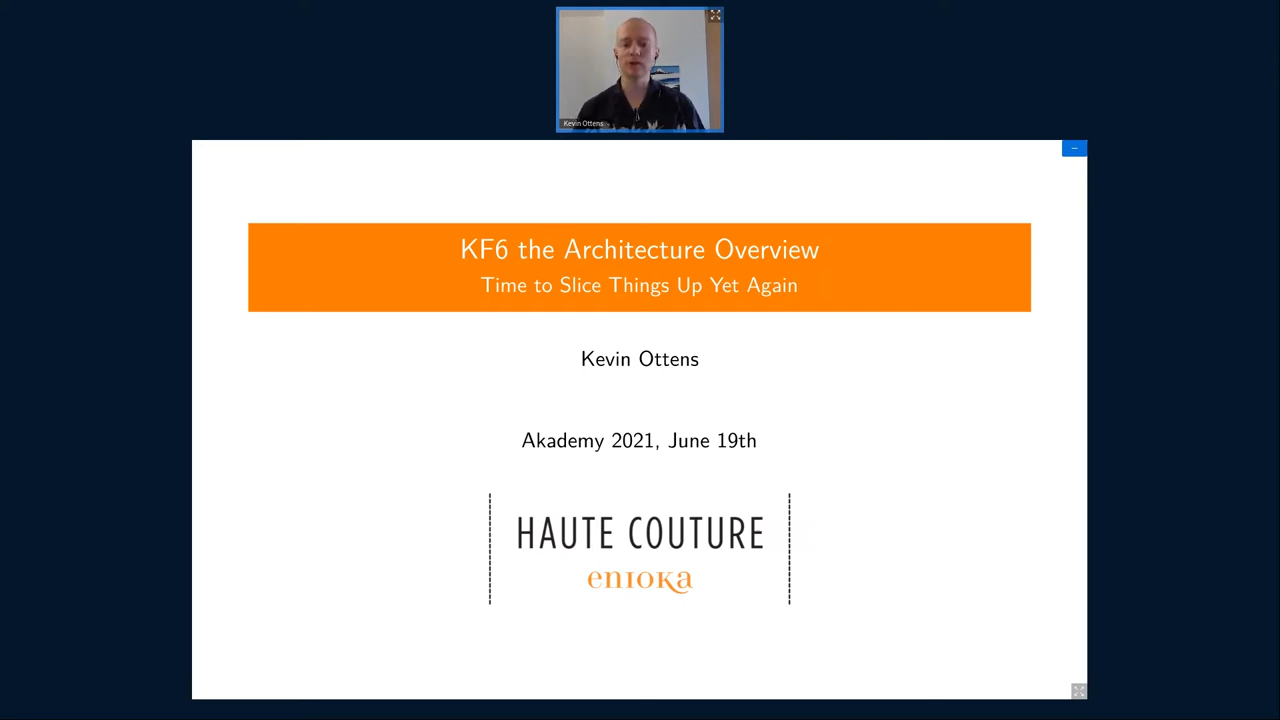 Kevin Ottens
KF6 the Architecture Overview
Time to Slice Things Up Yet Again
Kevin Ottens
Akademy 2021, June 19th
HAUTE COUTURE
enioka